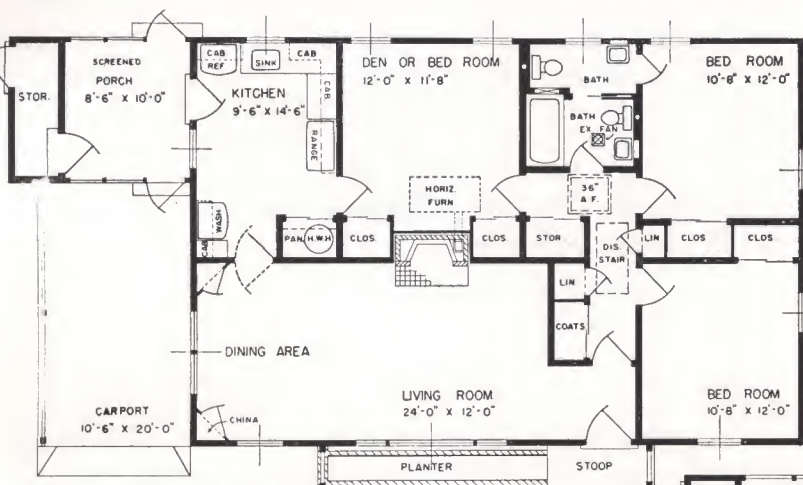 SCREENED
PORCH
8'-6" X 10'-0"
STOR.
CAB
REF
SINK
CAB
CAB
KITCHEN
9'-6" X 14'-6"
RANGE
WASH
CAB
PAN.
H.W.H
CLOS.
DEN OR BED ROOM
12'-0" X 11'-8"
HORIZ.
FURN
CLOS.
STOR
BATH
BATH
EX. FAN
36"
A.F.
DIS.
STAIR
LIN
CLOS
CLOS.
BED ROOM
10'-8" X 12'-0"
LIN
COATS
DINING AREA
CHINA
LIVING ROOM
24'-0" X 12'-0"
BED ROOM
10'-8" X 12'-0"
CARPORT
10'-6" X 20'-0"
PLANTER
STOOP